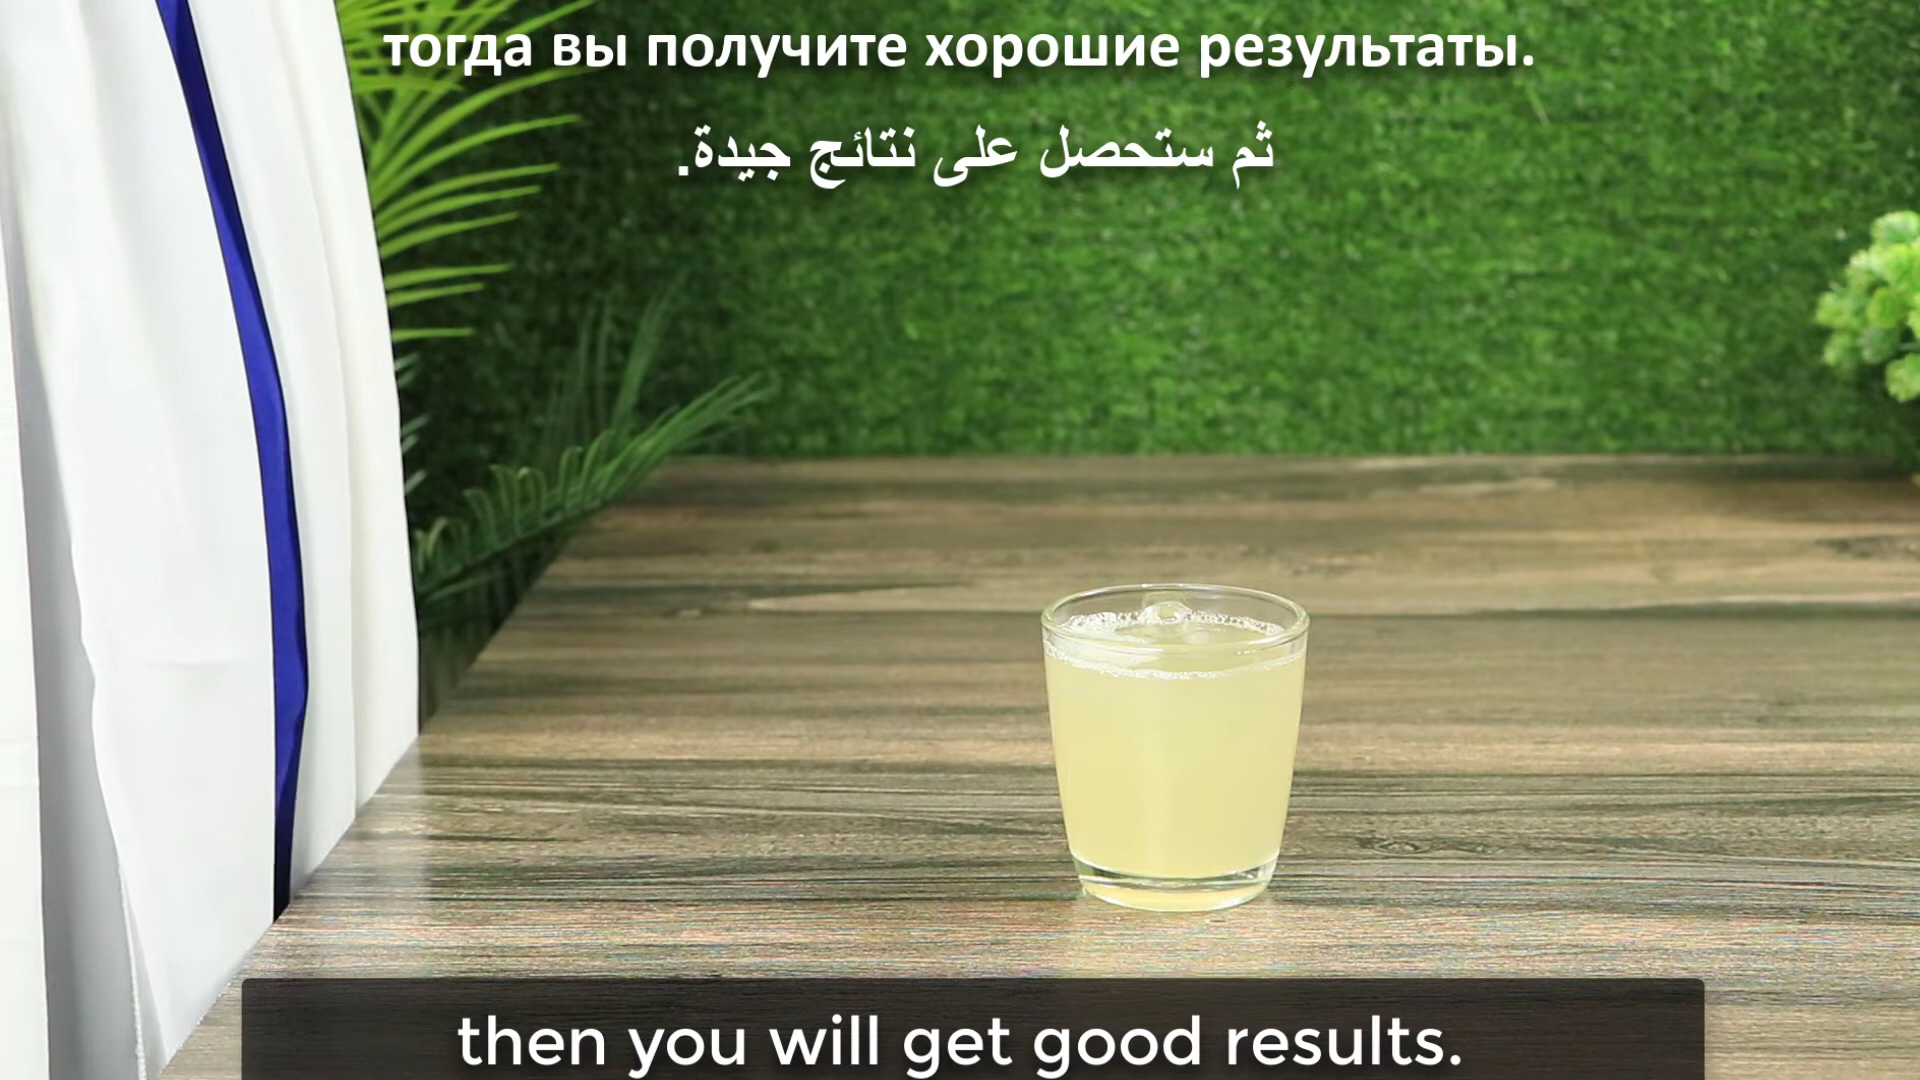 тогда вы получите хорошие результаты.
ثم ستحصل على نتائج جيدة.
then you will get good results.